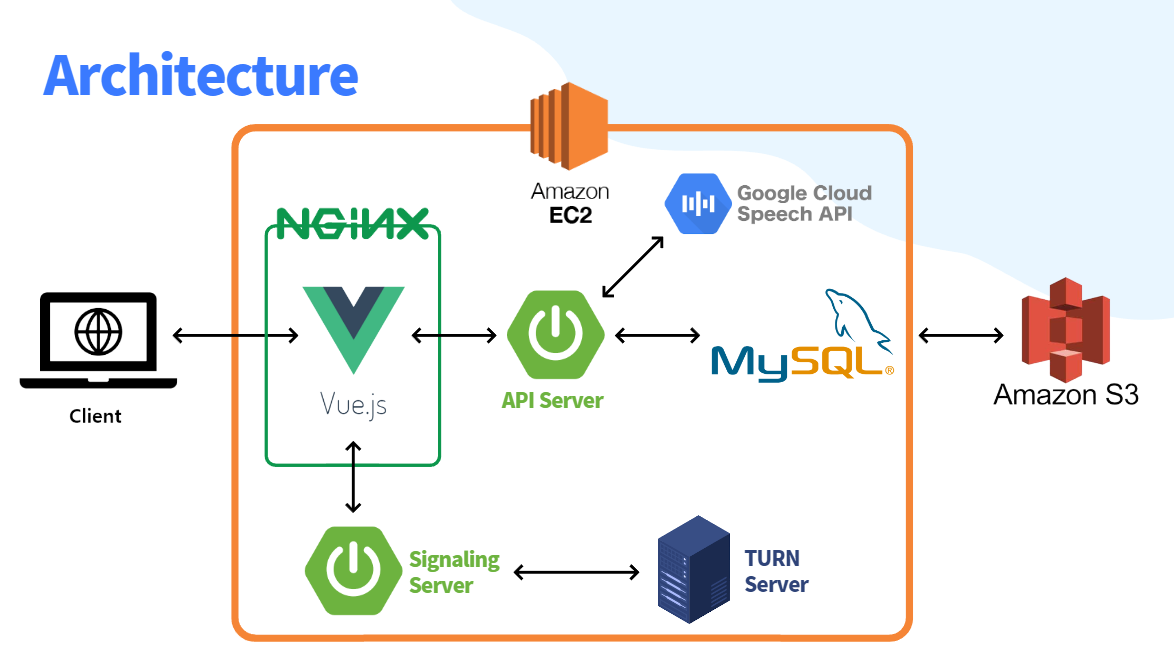 Architecture
Amazon
EC2
Google Cloud
Speech API
NGINX
Vue.js
API Server
MySQL®
Amazon S3
Client
Signaling
Server
TURN
Server